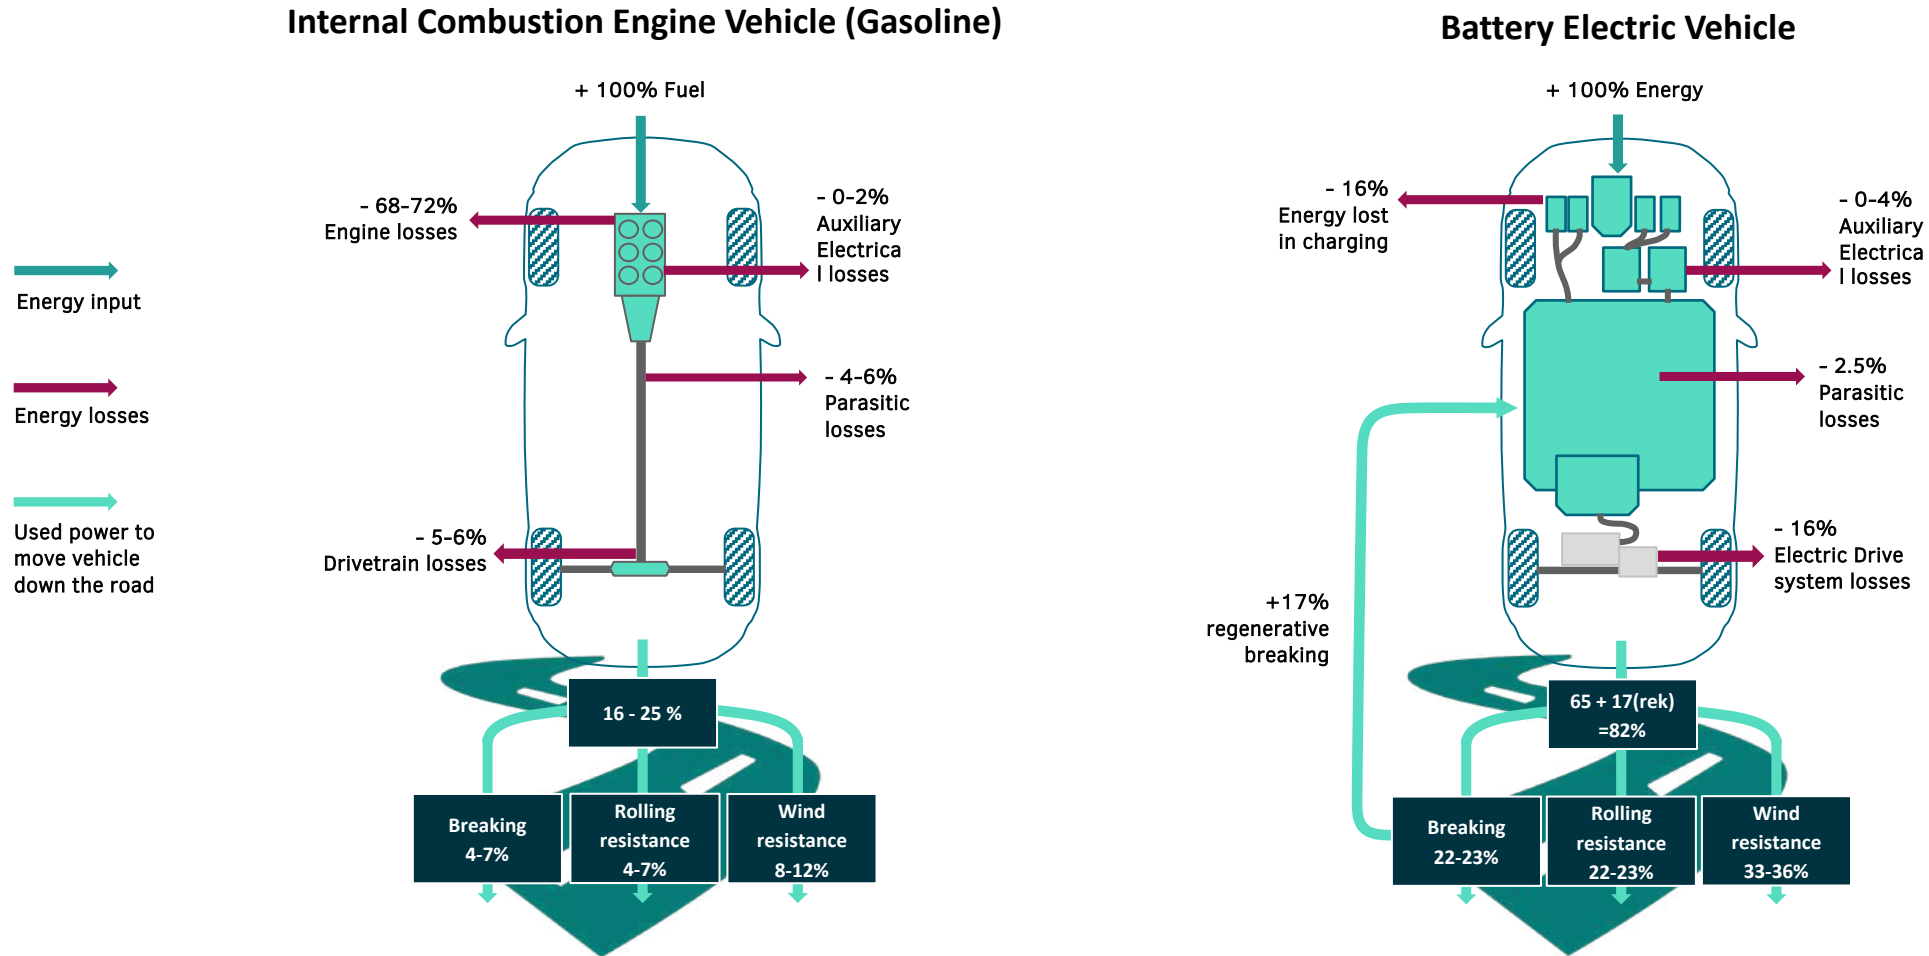 Internal Combustion Engine Vehicle (Gasoline)
+ 100% Fuel
- 68-72%
Engine losses
- 0-2%
Auxiliary
Electrica
l losses
- 4-6%
Parasitic
losses
- 5-6%
Drivetrain losses
16 - 25 %
Breaking
4-7%
Rolling
resistance
4-7%
Wind
resistance
8-12%
Energy input
Energy losses
Used power to
move vehicle
down the road
Battery Electric Vehicle
+ 100% Energy
- 16%
Energy lost
in charging
- 0-4%
Auxiliary
Electrica
l losses
- 2.5%
Parasitic
losses
- 16%
Electric Drive
system losses
+17%
regenerative
breaking
65 + 17(rek)
=82%
Breaking
22-23%
Rolling
resistance
22-23%
Wind
resistance
33-36%